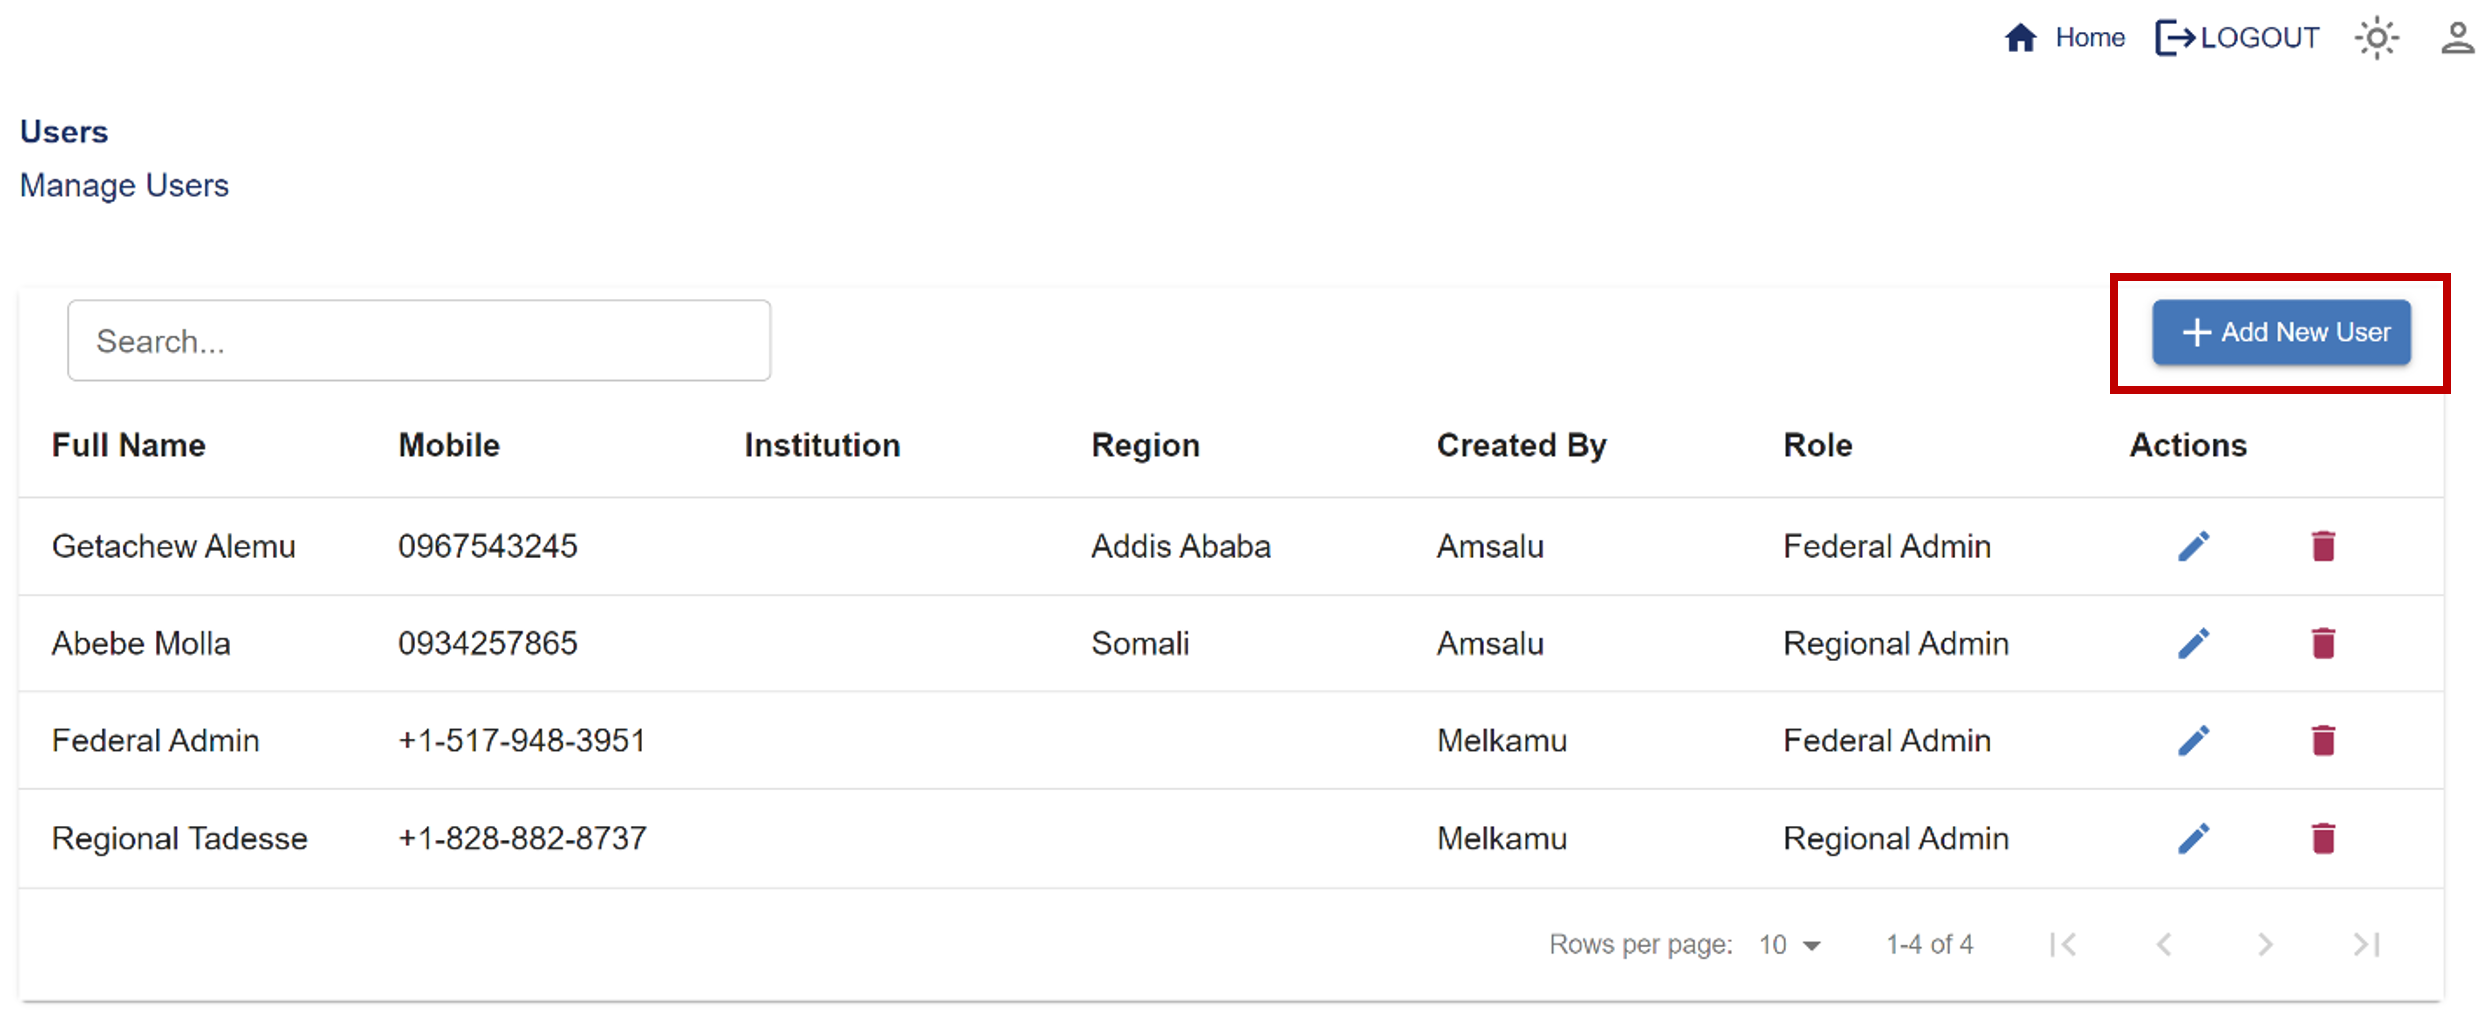 Home LOGOUT
Users
Manage Users
Search...
Add New User
Full Name Mobile Institution Region Created By Role Actions
Getachew Alemu 0967543245 Addis Ababa Amsalu Federal Admin
Abebe Molla 0934257865 Somali Amsalu Regional Admin
Federal Admin +1-517-948-3951 Melkamu Federal Admin
Regional Tadesse +1-828-882-8737 Melkamu Regional Admin
Rows per page: 10 1-4 of 4